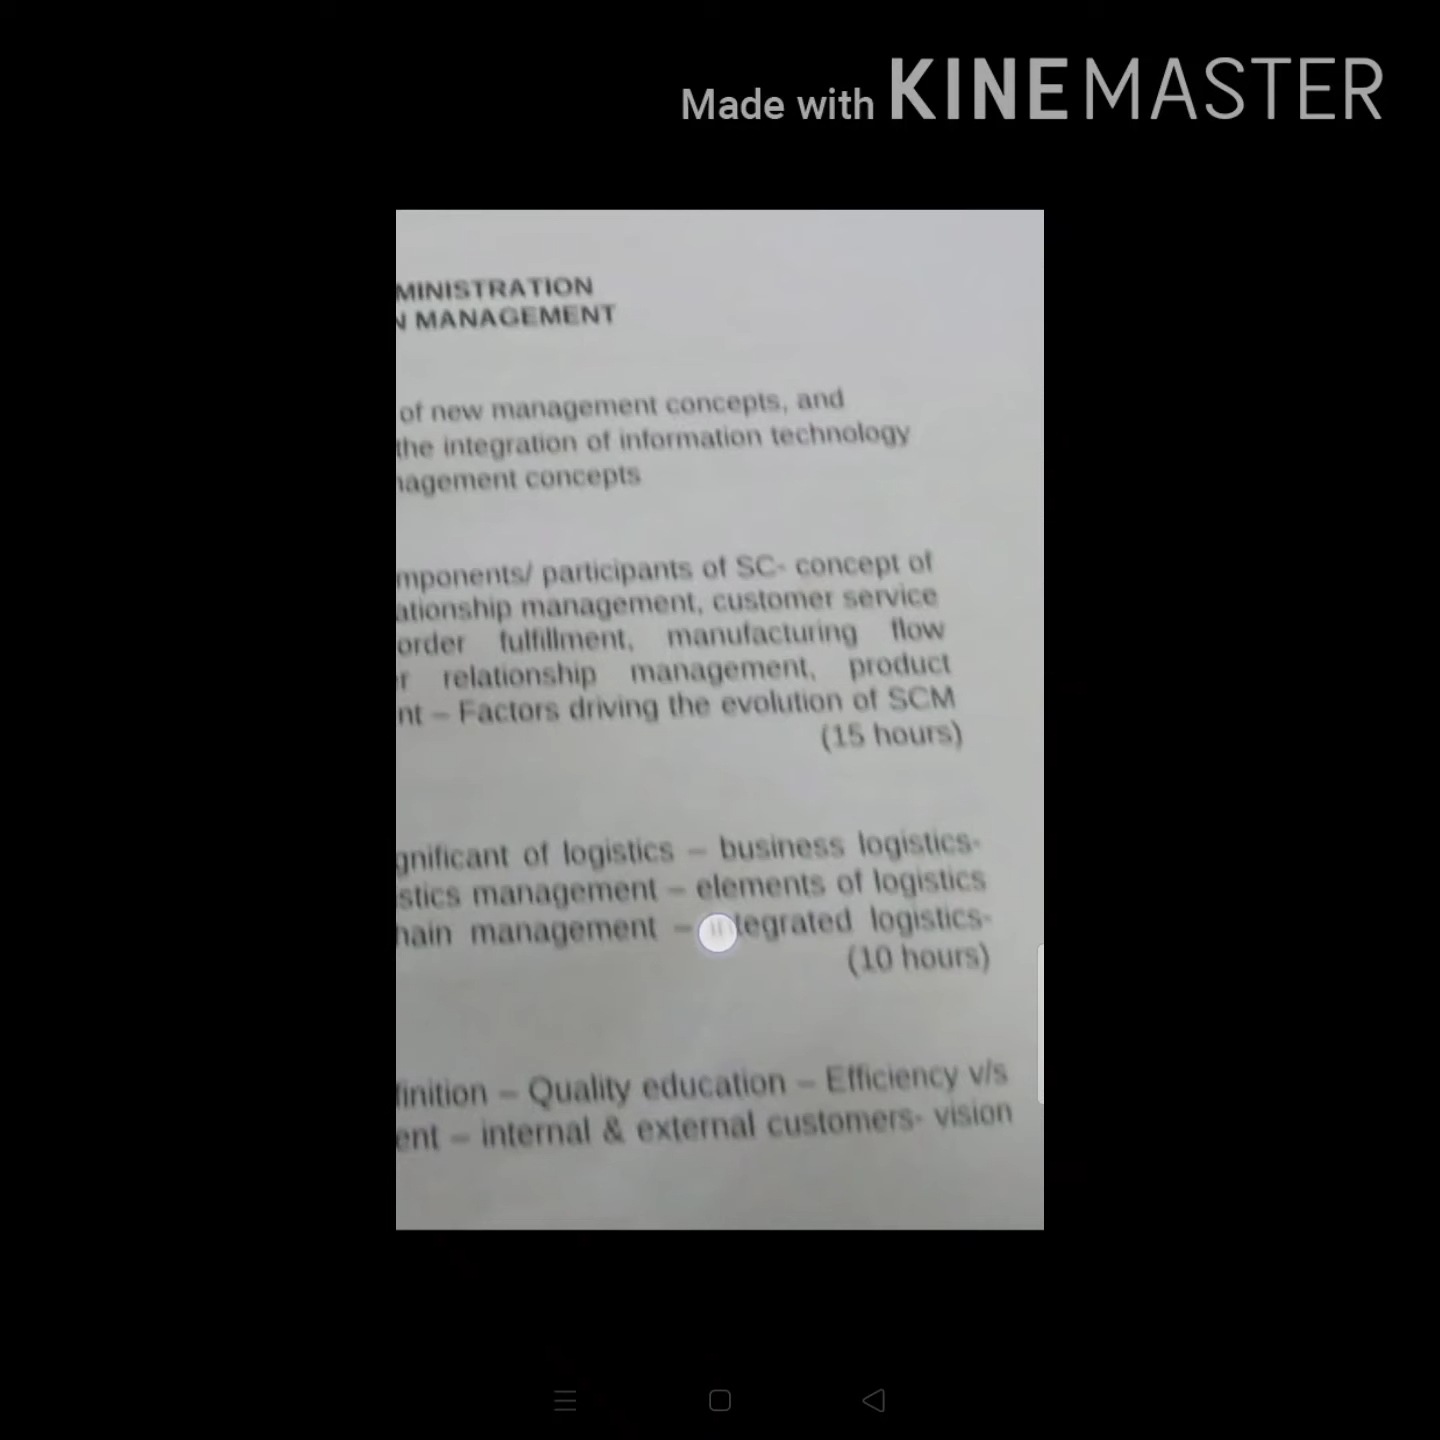 Made with KINEMASTER
MINISTRATION
N MANAGEMENT
of new management concepts, and
the integration of information technology
nagement concepts
mponents/ participants of SC- concept of
ationship management, customer service
order fulfillment, manufacturing flow
r relationship management, product
nt – Factors driving the evolution of SCM
(15 hours)
gnificant of logistics – business logistics-
stics management – elements of logistics
hain management – integrated logistics-
(10 hours)
finition – Quality education – Efficiency v/s
ent – internal & external customers- vision